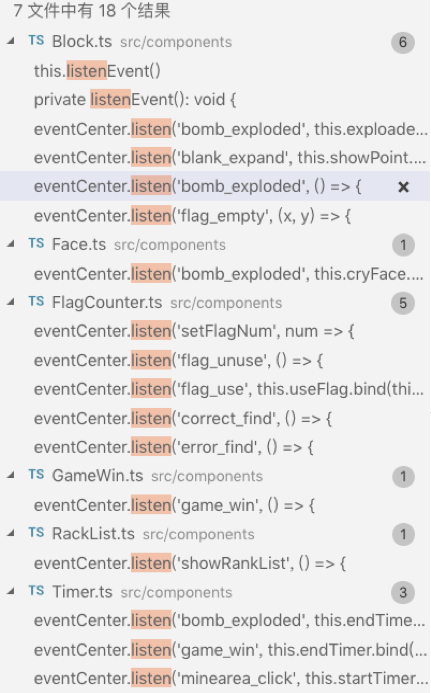 7 文件中有 18 个结果
TS Block.ts src/components 6
this.listenEvent()
private listenEvent(): void {
eventCenter.listen('bomb_exploded', this.exploade...
eventCenter.listen('blank_expand', this.showPoint....
eventCenter.listen('bomb_exploded', () => {
eventCenter.listen('flag_empty', (x, y) => {
TS Face.ts src/components 1
eventCenter.listen('bomb_exploded', this.cryFace....
TS FlagCounter.ts src/components 5
eventCenter.listen('setFlagNum', num => {
eventCenter.listen('flag_unuse', () => {
eventCenter.listen('flag_use', this.useFlag.bind(thi...
eventCenter.listen('correct_find', () => {
eventCenter.listen('error_find', () => {
TS GameWin.ts src/components 1
eventCenter.listen('game_win', () => {
TS RackList.ts src/components 1
eventCenter.listen('showRankList', () => {
TS Timer.ts src/components 3
eventCenter.listen('bomb_exploded', this.endTime...
eventCenter.listen('game_win', this.endTimer.bind(...
eventCenter.listen('minearea_click', this.startTimer...